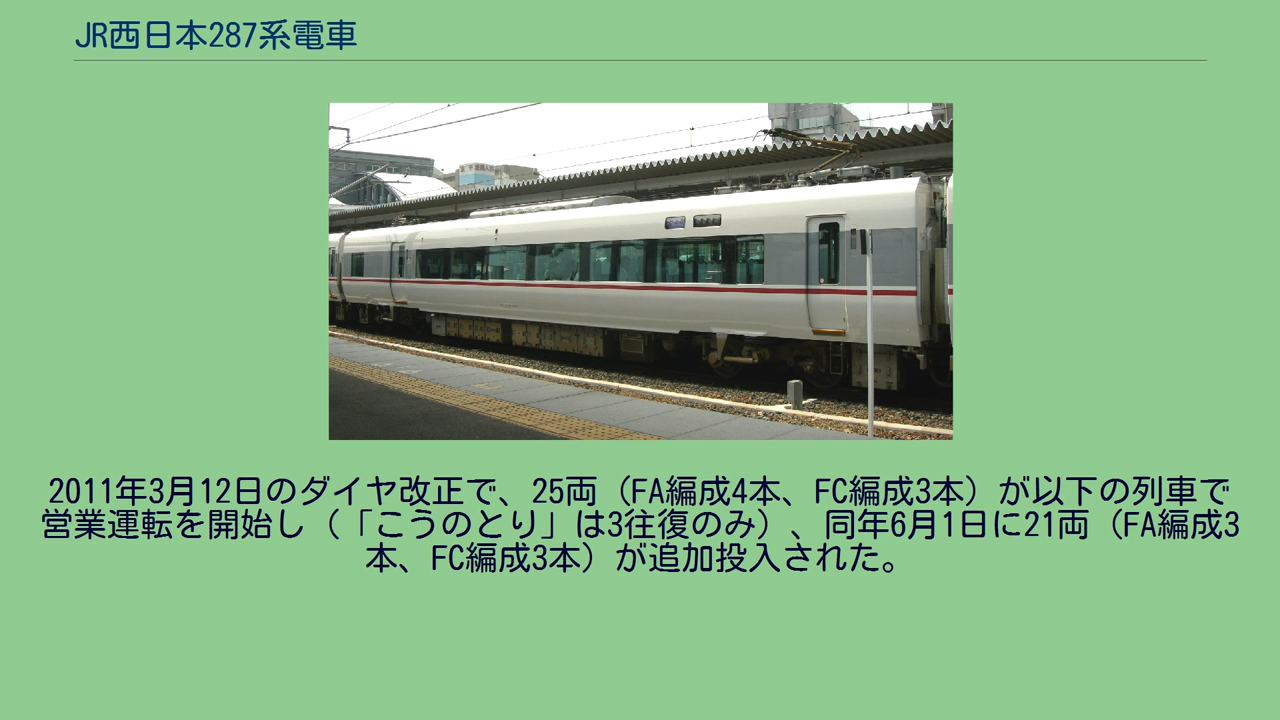 JR西日本287系電車
2011年3月12日のダイヤ改正で、25両（FA編成4本、FC編成3本）が以下の列車で
営業運転を開始し（「こうのとり」は3往復のみ）、同年6月1日に21両（FA編成3
本、FC編成3本）が追加投入された。